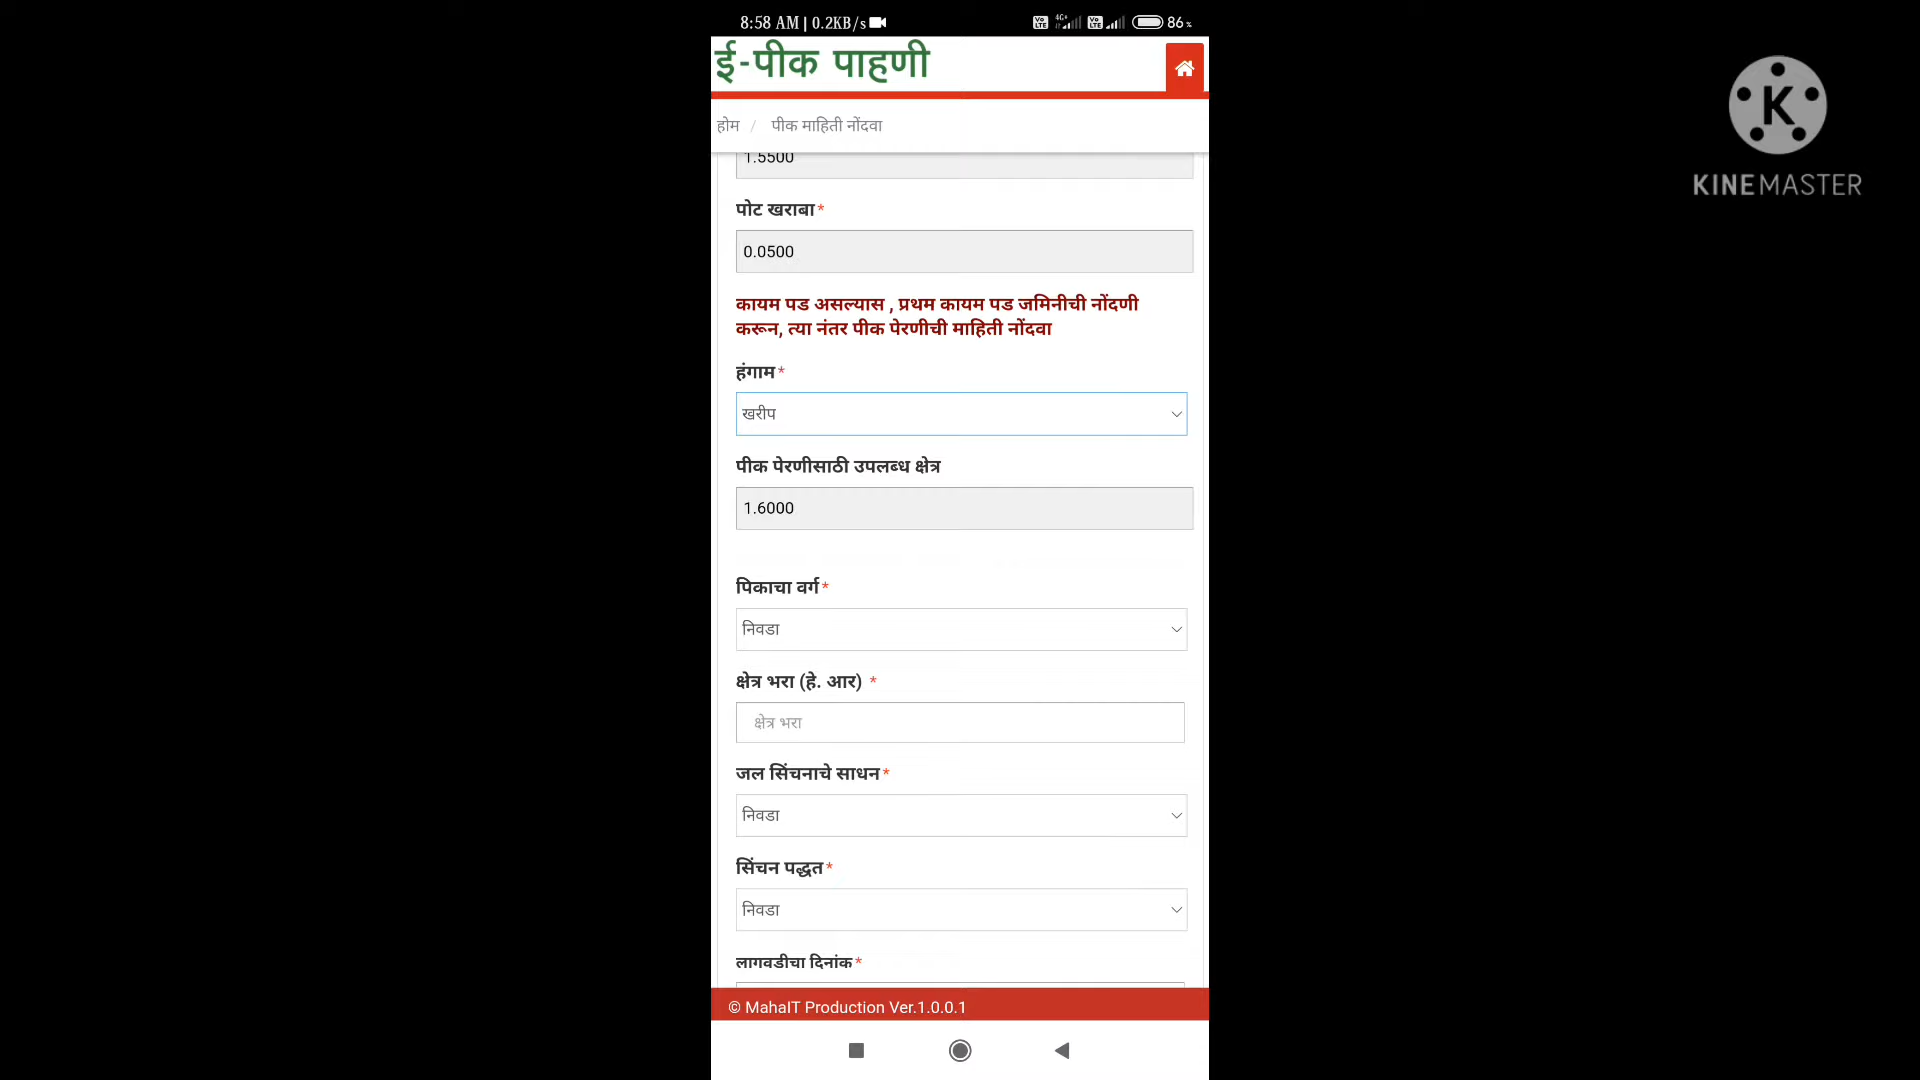 8:58 AM | 0.2KB/s
4G+
86%
ई-पीक पाहणी
होम / पीक माहिती नोंदवा
1.5500
पोट खराबा*
0.0500
कायम पड असल्यास , प्रथम कायम पड जमिनीची नोंदणी
करून, त्या नंतर पीक पेरणीची माहिती नोंदवा
हंगाम*
खरीप
पीक पेरणीसाठी उपलब्ध क्षेत्र
1.6000
पिकाचा वर्ग*
निवडा
क्षेत्र भरा (हे. आर) *
क्षेत्र भरा
जल सिंचनाचे साधन*
निवडा
सिंचन पद्धत*
निवडा
लागवडीचा दिनांक*
© MahaIT Production Ver.1.0.0.1
K
KINEMASTER